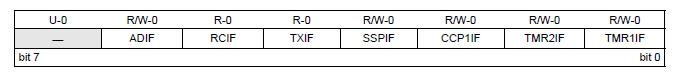 U-0 R/W-0 R-0 R-0 R/W-0 R/W-0 R/W-0 R/W-0
— ADIF RCIF TXIF SSPIF CCP1IF TMR2IF TMR1IF
bit 7 bit 0